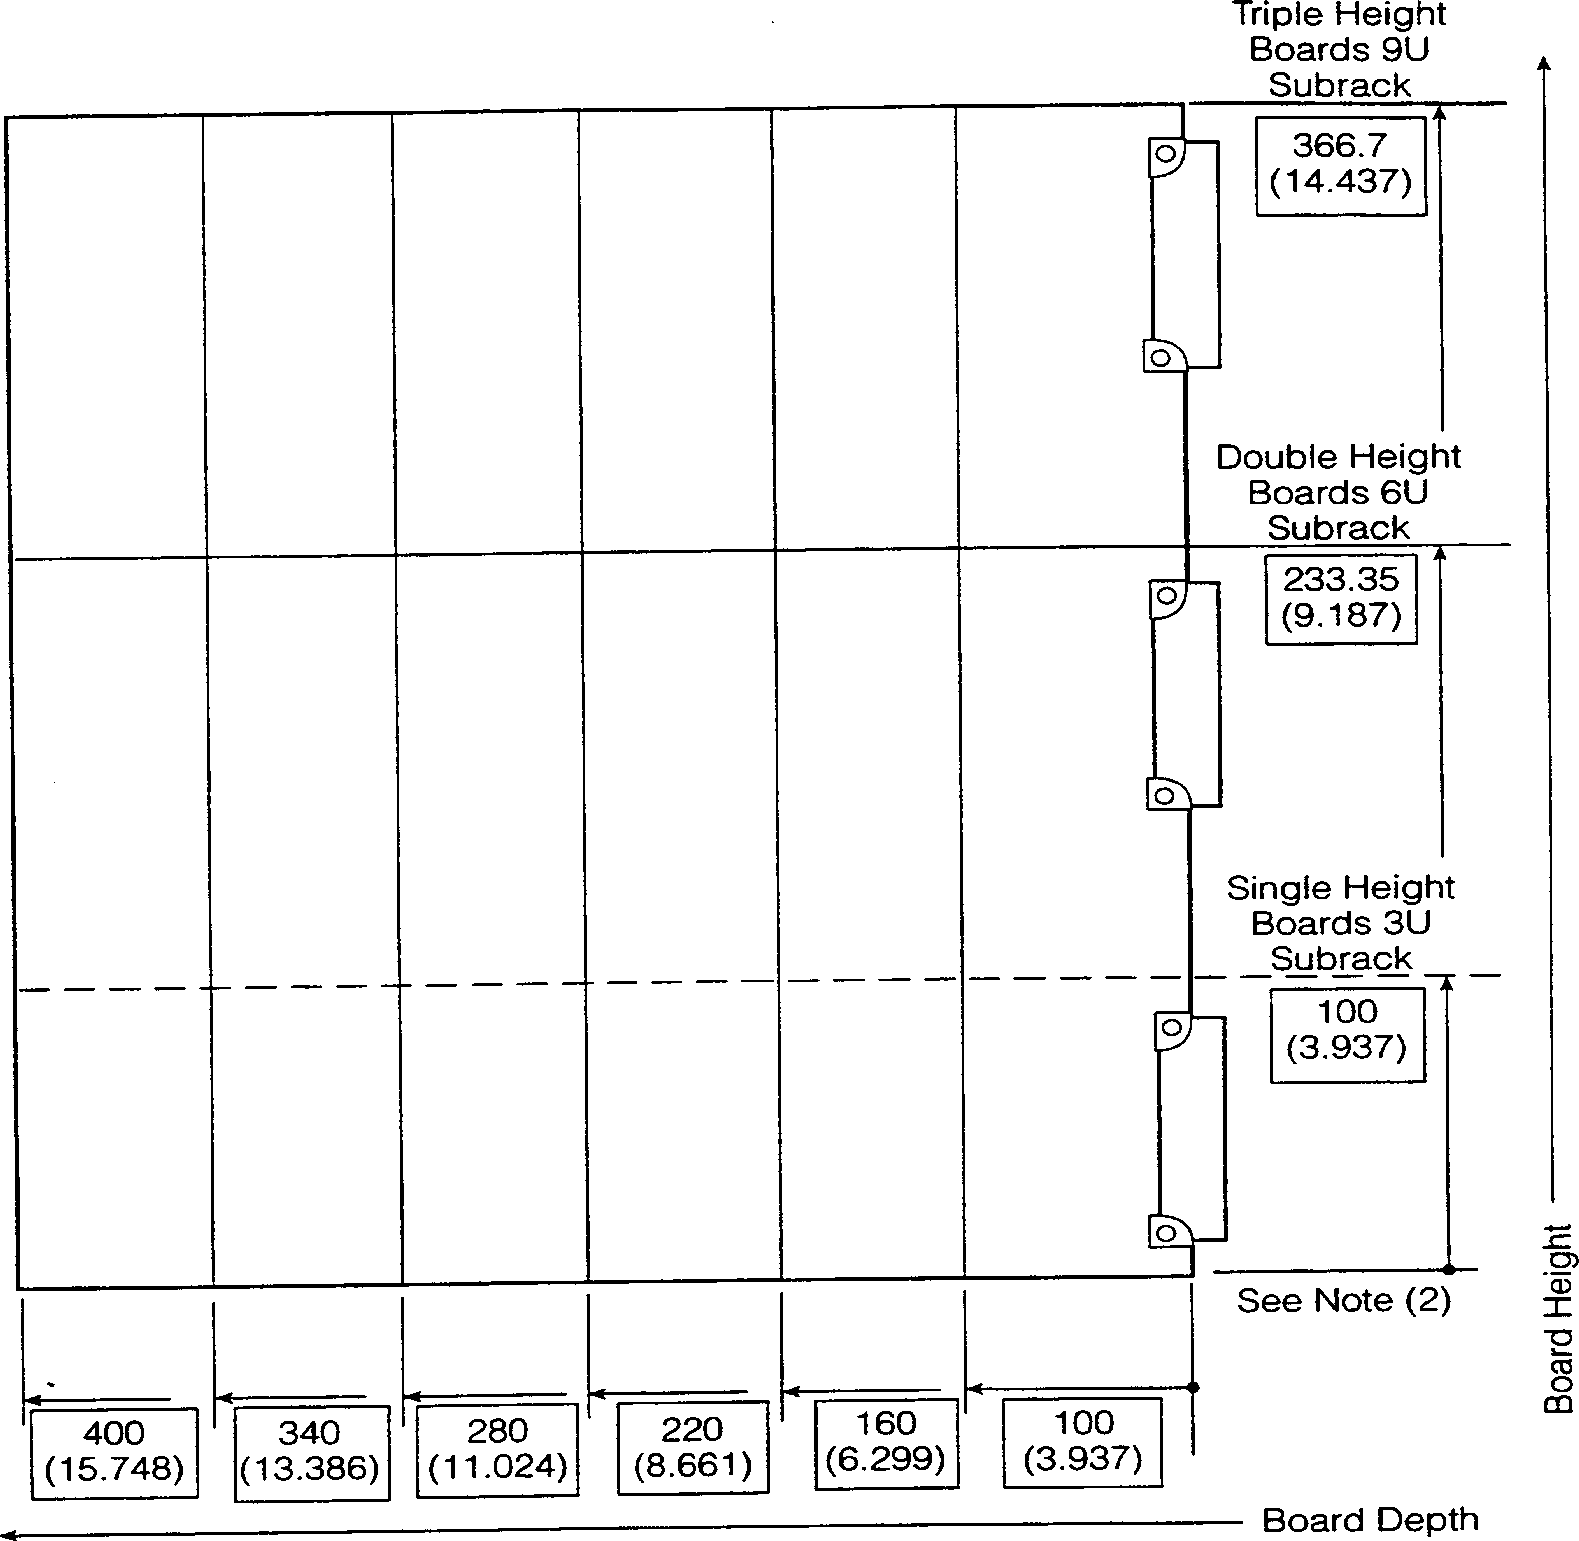 Triple Height
Boards 9U
Subrack
366.7
(14.437)
Double Height
Boards 6U
Subrack
233.35
(9.187)
Single Height
Boards 3U
Subrack
100
(3.937)
See Note (2)
Board Height
400
(15.748)
340
(13.386)
280
(11.024)
220
(8.661)
160
(6.299)
100
(3.937)
Board Depth